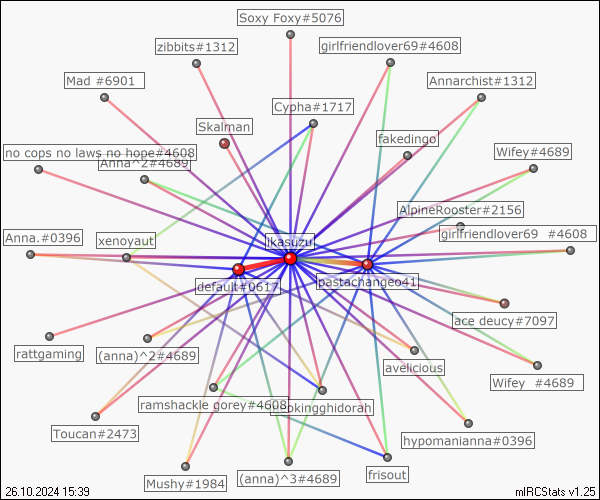 Soxy Foxy#5076
zibbits#1312
girlfriendlover69#4608
Mad #6901
Annarchist#1312
Cypha#1717
Skalman
fakedingo
no cops no laws no hope#4608
Anna^2#4689
Wifey#4689
AlpineRooster#2156
Anna.#0396
xenoyaut
jkasuzu
girlfriendlover69 #4608
default#0617
pastachangeo41
ace deucy#7097
rattgaming
(anna)^2#4689
avelicious
Wifey #4689
ramshackle gorey#4608
okingghidorah
Toucan#2473
hypomanianna#0396
Mushy#1984
(anna)^3#4689
frisout
26.10.2024 15:39
mIRCStats v1.25